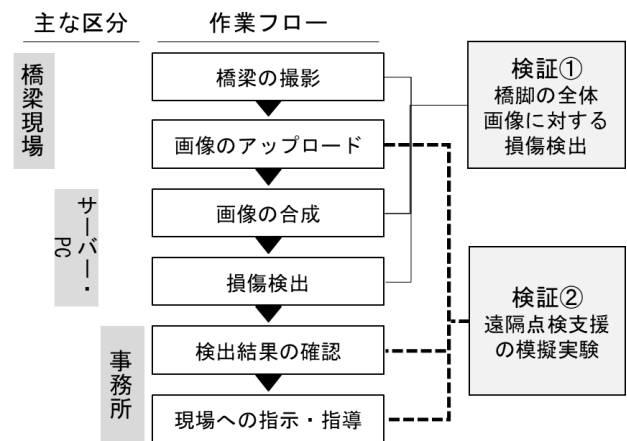 主な区分
作業フロー
橋梁現場
橋梁の撮影
画像のアップロード
サーバー・
PC
画像の合成
損傷検出
事務所
検出結果の確認
現場への指示・指導
検証①
橋脚の全体
画像に対する
損傷検出
検証②
遠隔点検支援
の模擬実験